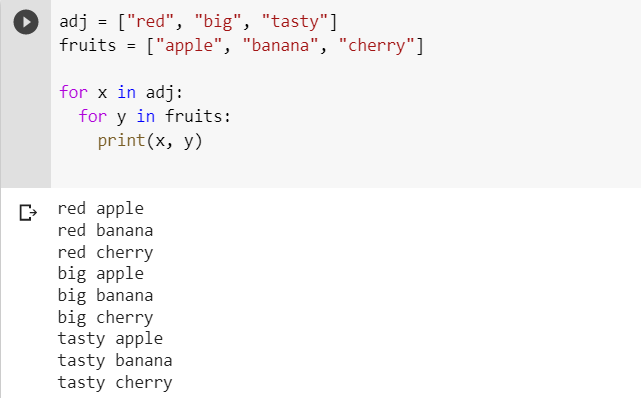 adj = ["red", "big", "tasty"]
fruits = ["apple", "banana", "cherry"]

for x in adj:
  for y in fruits:
    print(x, y)

red apple
red banana
red cherry
big apple
big banana
big cherry
tasty apple
tasty banana
tasty cherry